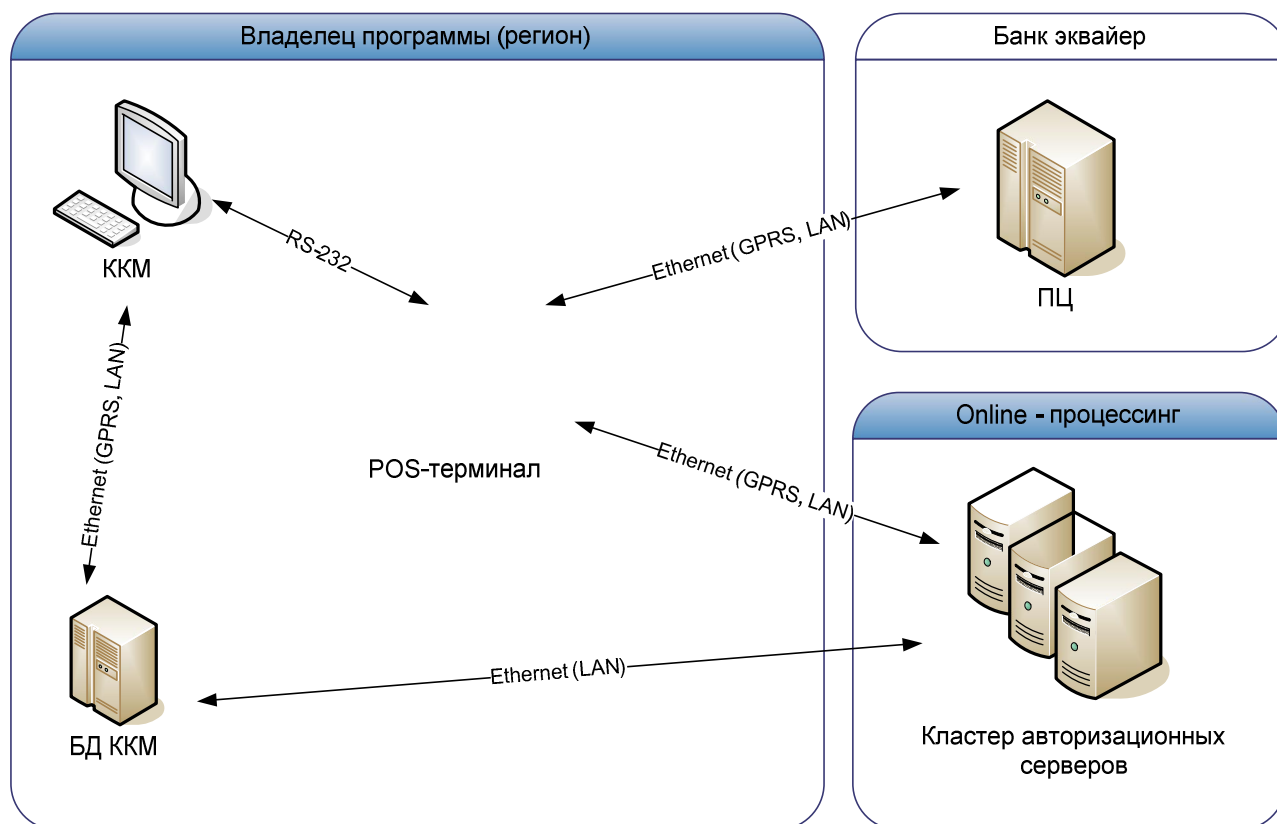 Владелец программы (регион)
Банк эквайер
ККМ
RS-232
Ethernet (GPRS, LAN)
ПЦ
Ethernet (GPRS, LAN)
Online - процессинг
POS-терминал
Ethernet (GPRS, LAN)
БД ККМ
Ethernet (LAN)
Кластер авторизационных
серверов